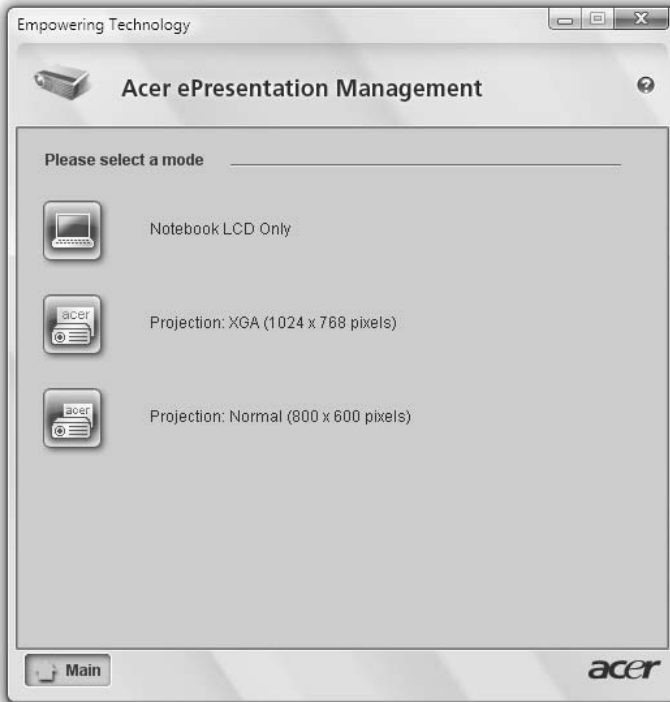 Empowering Technology
Acer ePresentation Management
Please select a mode
Notebook LCD Only
acer
Projection: XGA (1024 x 768 pixels)
acer
Projection: Normal (800 x 600 pixels)
Main
acer